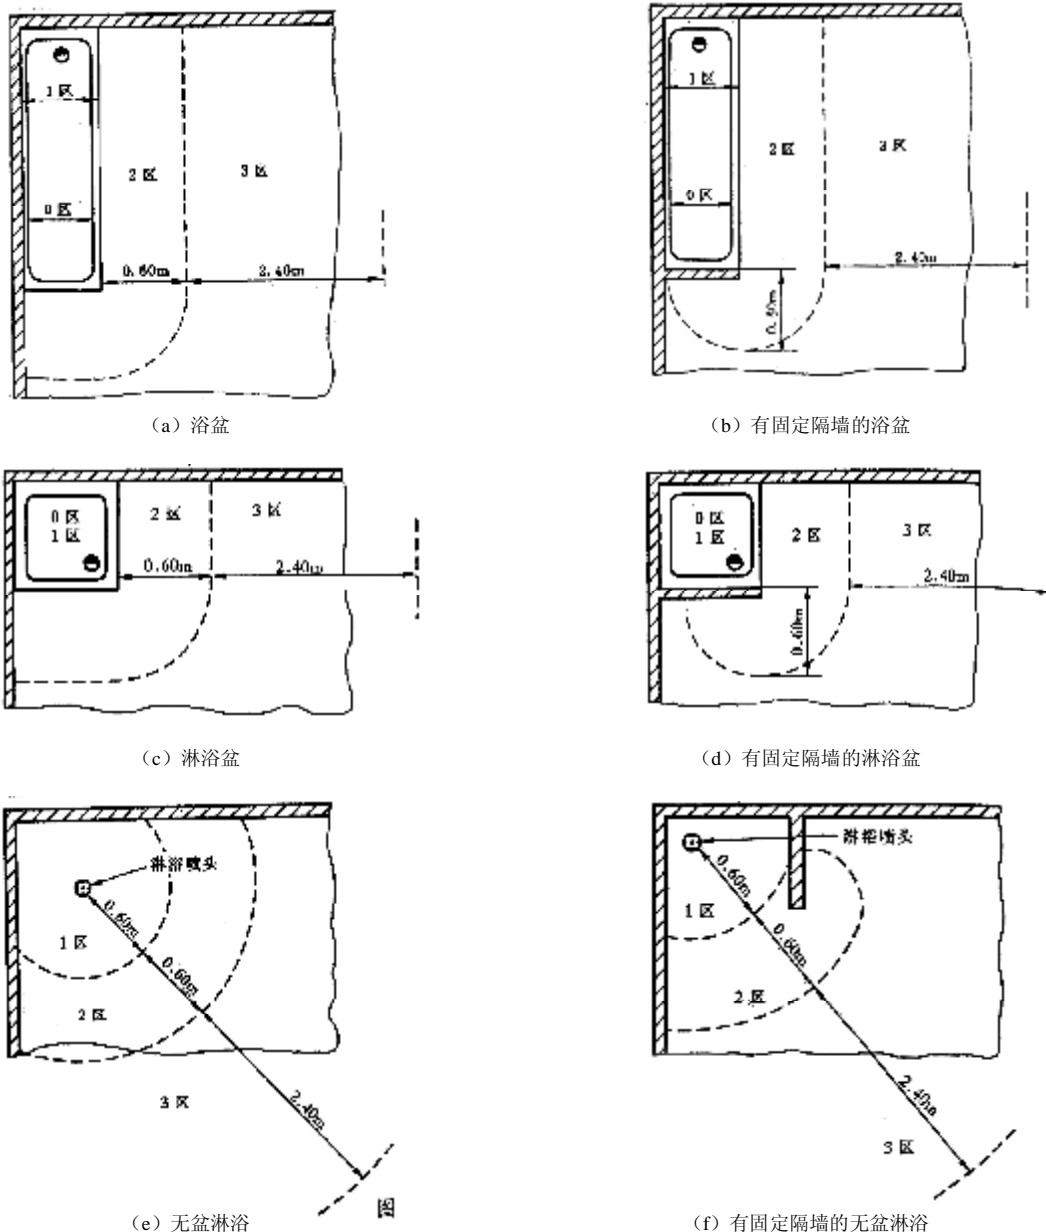 1 区
2 区
3 区
0 区
0.60m
2.40m
（a）浴盆
1 区
2 区
3 区
0 区
2.40m
（b）有固定隔墙的浴盆
0 区
1 区
2 区
3 区
0.60m
2.40m
（c）淋浴盆
0 区
1 区
2 区
3 区
2.40m
0.60m
（d）有固定隔墙的淋浴盆
淋浴喷头
0.60m
1 区
0.60m
2 区
2.40m
3 区
图
（e）无盆淋浴
淋浴喷头
0.60m
1 区
0.60m
2 区
2.40m
3 区
（f）有固定隔墙的无盆淋浴